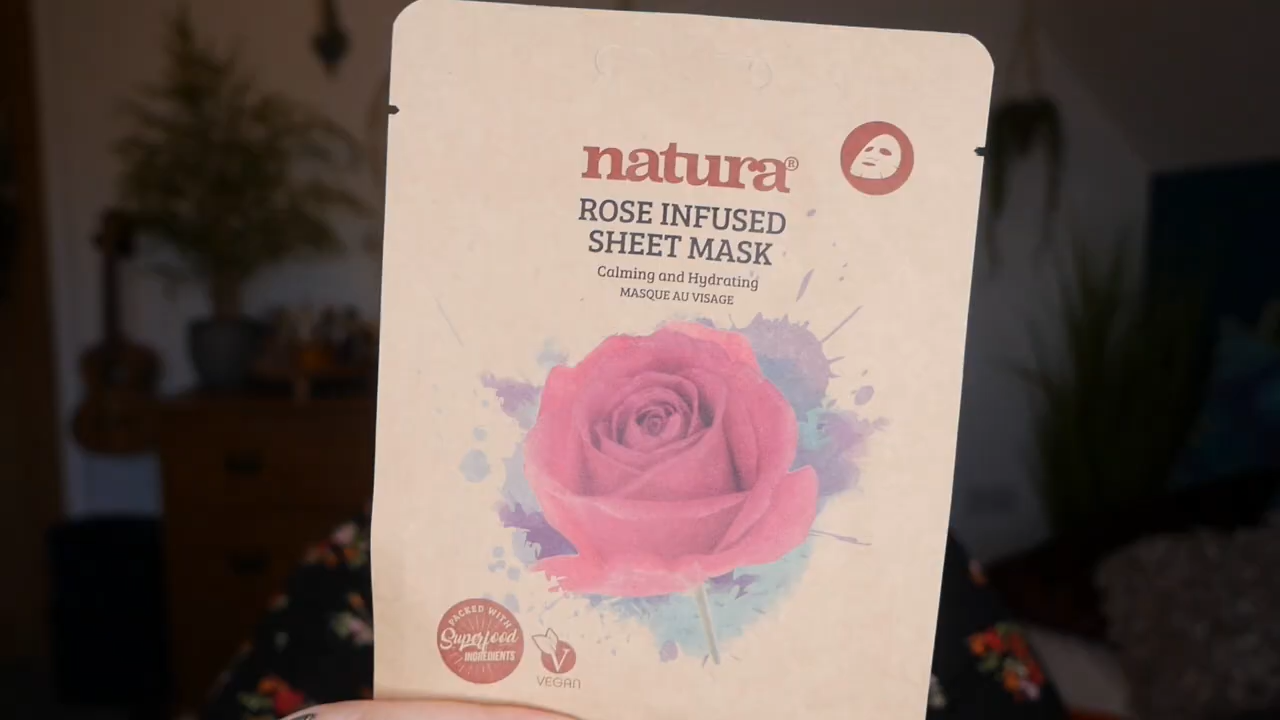 natura®
ROSE INFUSED
SHEET MASK
Calming and Hydrating
MASQUE AU VISAGE
PACKED WITH
Superfood
INGREDIENTS
V
VEGAN